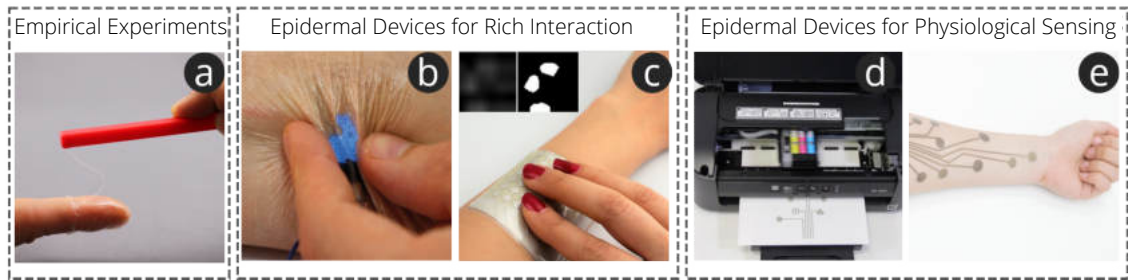 Empirical Experiments
Epidermal Devices for Rich Interaction
Epidermal Devices for Physiological Sensing
a
b
c
d
e